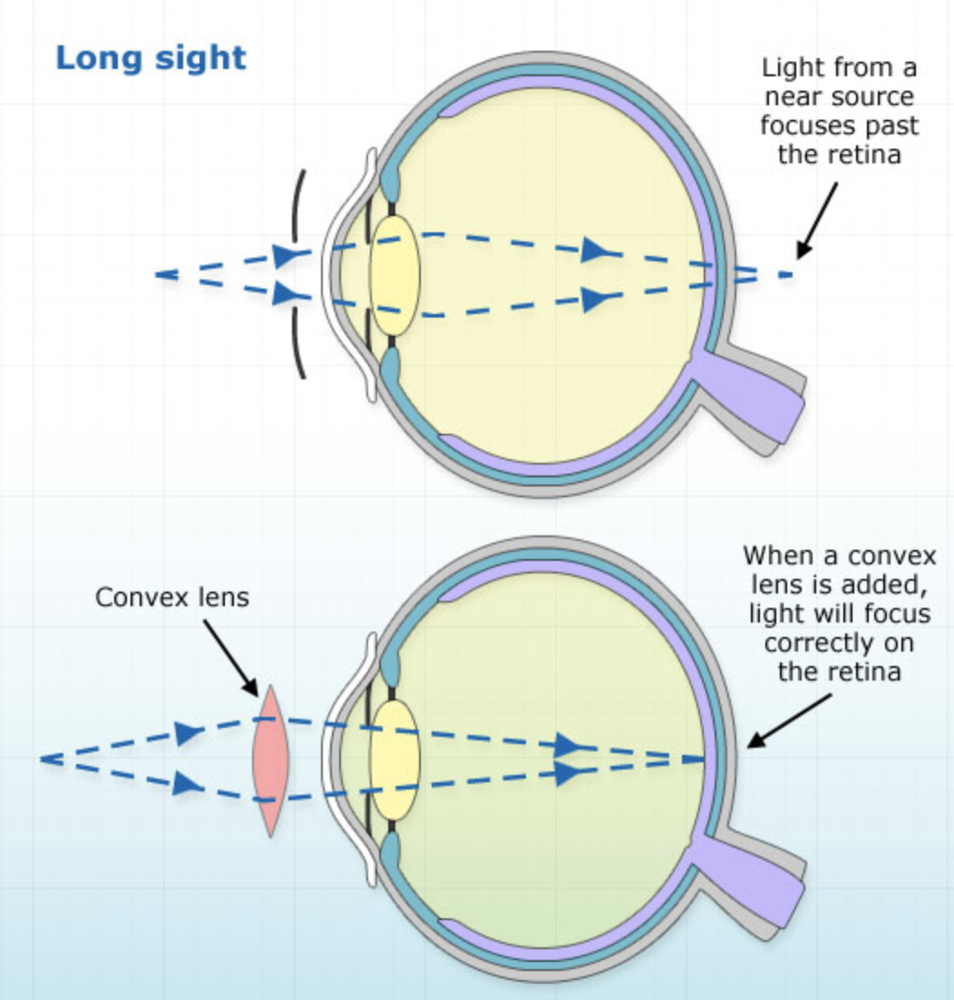 Long sight
Light from a
near source
focuses past
the retina
Convex lens
When a convex
lens is added,
light will focus
correctly on
the retina